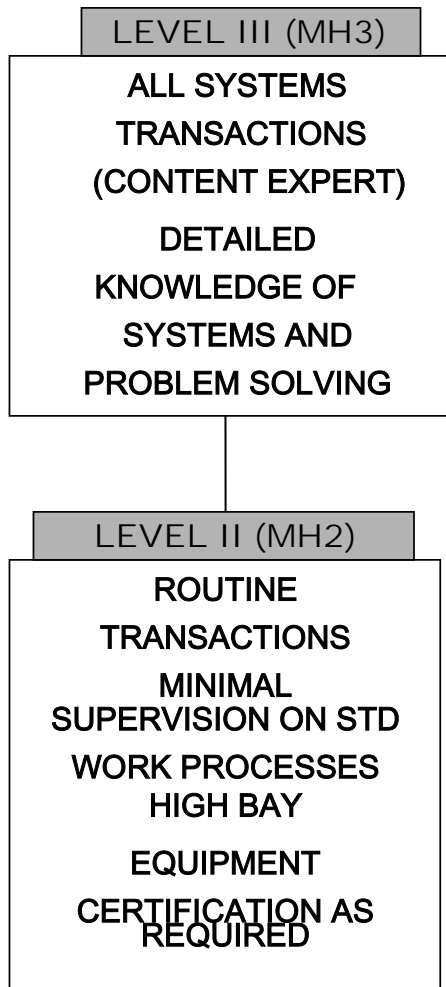 LEVEL III (MH3)
ALL SYSTEMS
TRANSACTIONS
(CONTENT EXPERT)
DETAILED
KNOWLEDGE OF
SYSTEMS AND
PROBLEM SOLVING
LEVEL II (MH2)
ROUTINE
TRANSACTIONS
MINIMAL
SUPERVISION ON STD
WORK PROCESSES
HIGH BAY
EQUIPMENT
CERTIFICATION AS
REQUIRED